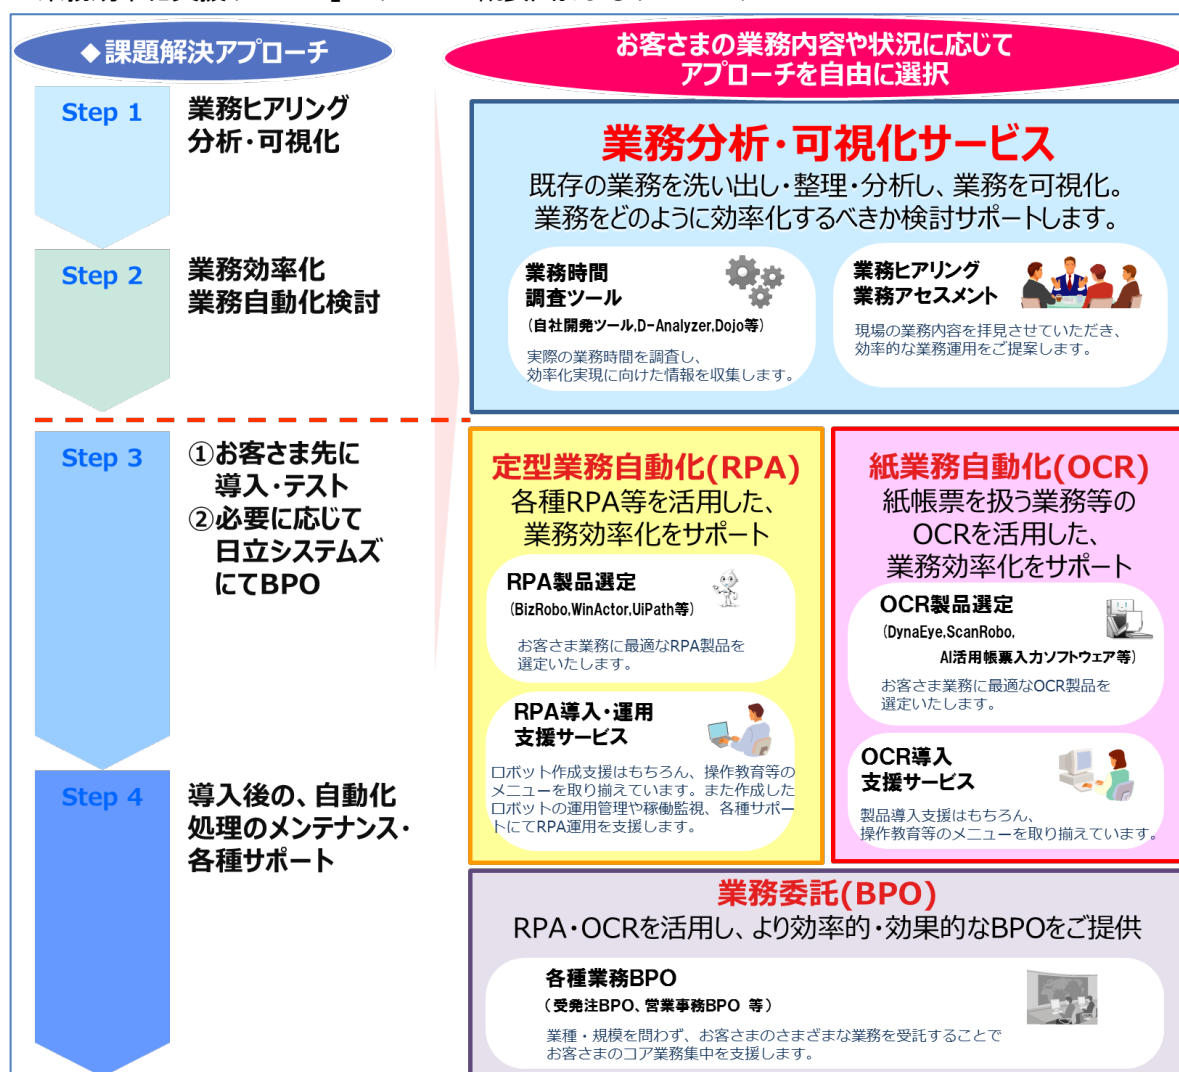 ◆課題解決アプローチ
お客さまの業務内容や状況に応じて
アプローチを自由に選択
Step 1
業務ヒアリング
分析・可視化
Step 2
業務効率化
業務自動化検討
Step 3
①お客さま先に
導入・テスト
②必要に応じて
日立システムズ
にてBPO
Step 4
導入後の、自動化
処理のメンテナンス・
各種サポート
業務分析・可視化サービス
既存の業務を洗い出し・整理・分析し、業務を可視化。
業務をどのように効率化するべきか検討サポートします。
業務時間
調査ツール
(自社開発ツール,D-Analyzer,Dojo等)
実際の業務時間を調査し、
効率化実現に向けた情報を収集します。
業務ヒアリング
業務アセスメント
現場の業務内容を拝見させていただき、
効率的な業務運用をご提案します。
定型業務自動化(RPA)
各種RPA等を活用した、
業務効率化をサポート
RPA製品選定
(BizRobo,WinActor,UiPath等)
お客さま業務に最適なRPA製品を
選定いたします。
RPA導入・運用
支援サービス
ロボット作成支援はもちろん、操作教育等の
メニューを取り揃えています。また作成した
ロボットの運用管理や稼働監視、各種サポー
トにてRPA運用を支援します。
紙業務自動化(OCR)
紙帳票を扱う業務等の
OCRを活用した、
業務効率化をサポート
OCR製品選定
(DynaEye,ScanRobo,
AI活用帳票入力ソフトウェア等)
お客さま業務に最適なOCR製品を
選定いたします。
OCR導入
支援サービス
製品導入支援はもちろん、
操作教育等のメニューを取り揃えています。
業務委託(BPO)
RPA・OCRを活用し、より効率的・効果的なBPOをご提供
各種業務BPO
(受発注BPO、営業事務BPO 等)
業種・規模を問わず、お客さまのさまざまな業務を受託することで
お客さまのコア業務集中を支援します。